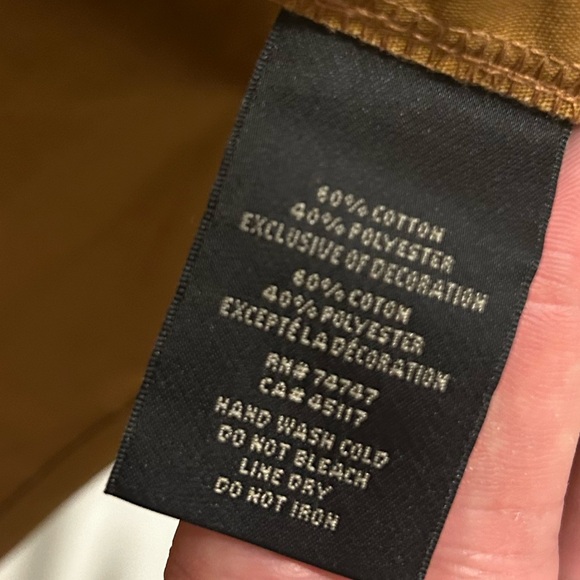 60% COTTON
40% POLYESTER
EXCLUSIVE OF DECORATION
60% COTON
40% POLYESTER
EXCEPTÉ LA DÉCORATION
RN# 74747
CA# 45117
HAND WASH COLD
DO NOT BLEACH
LINE DRY
DO NOT IRON